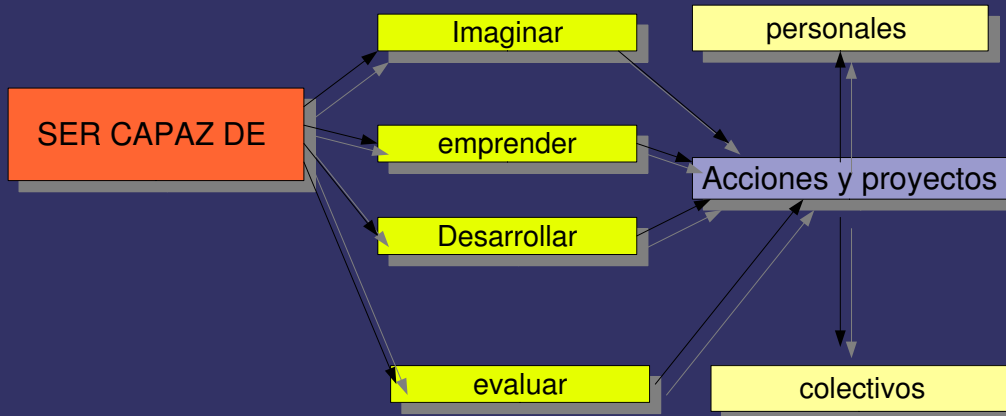 SER CAPAZ DE
Imaginar
emprender
Desarrollar
evaluar
Acciones y proyectos
personales
colectivos